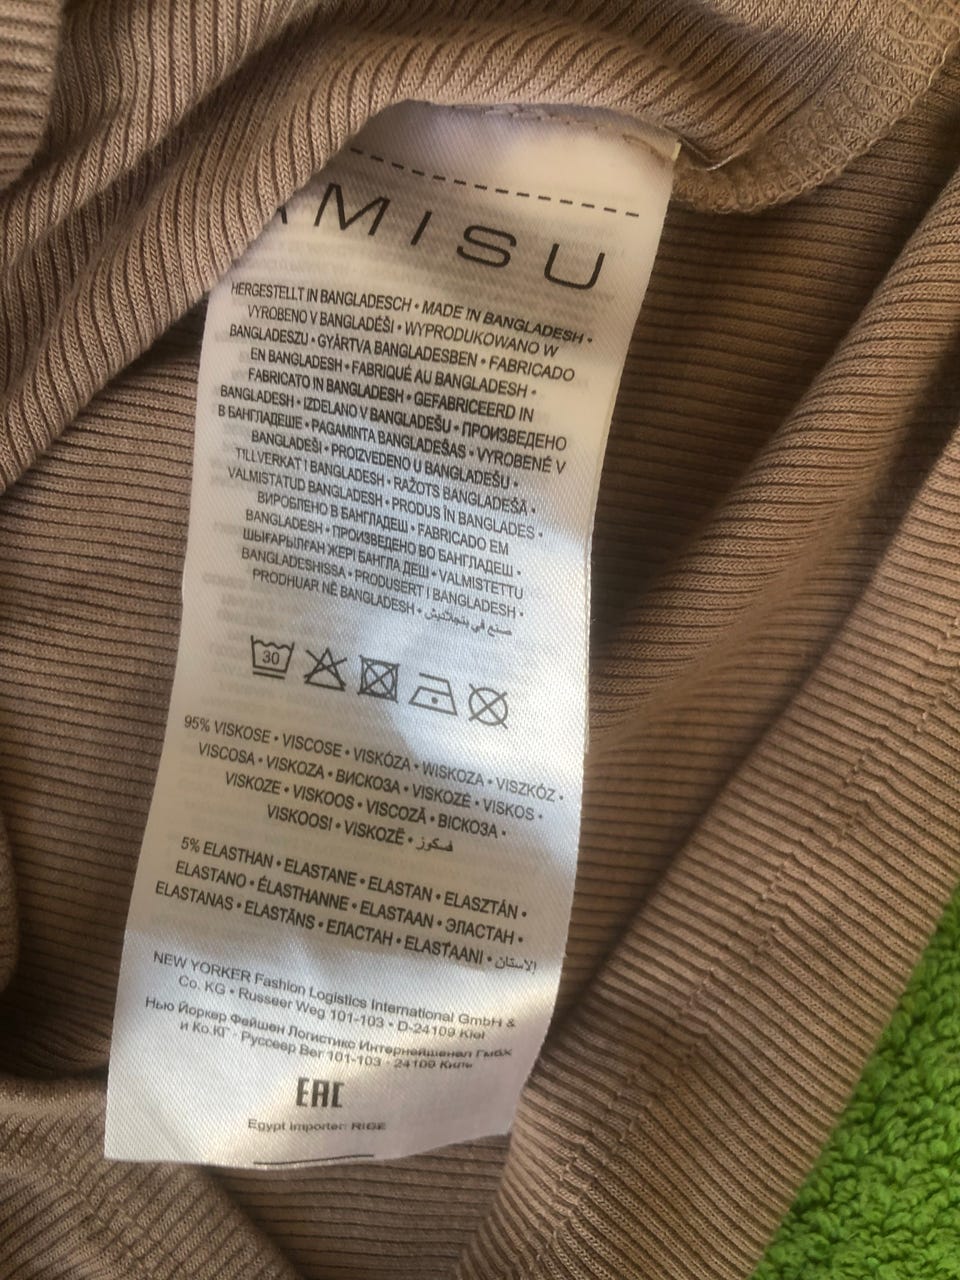 AMISU
HERGESTELLT IN BANGLADESCH • MADE IN BANGLADESH •
VYROBENO V BANGLADÉŠI • WYPRODUKOWANO W
BANGLADESZU • GYÁRTVA BANGLADESBEN • FABRICADO
EN BANGLADESH • FABRIQUÉ AU BANGLADESH •
FABRICATO IN BANGLADESH • GEFABRICEERD IN
BANGLADESH • IZDELANO V BANGLADEŠU • ПРОИЗВЕДЕНО
В БАНГЛАДЕШЕ • PAGAMINTA BANGLADEŠAS • VYROBENÉ V
BANGLADEŠI • PROIZVEDENO U BANGLADEŠU •
TILLVERKAT I BANGLADESH • RAŽOTS BANGLADEŠĀ •
VALMISTATUD BANGLADESH • PRODUS ÎN BANGLADES •
ВИРОБЛЕНО В БАНГЛАДЕШ • FABRICADO EM
BANGLADESH • ПРОИЗВЕДЕНО ВО БАНГЛАДЕШ •
ШЫҒАРЫЛҒАН ЖЕРІ БАНГЛА ДЕШ • VALMISTETTU
BANGLADESHISSA • PRODUSERT I BANGLADESH •
PRODHUAR NË BANGLADESH • صنع في بنجلاديش
30
95% VISKOSE • VISCOSE • VISKÓZA • WISKOZA • VISZKÓZ •
VISCOSA • VISKOZA • ВИСКОЗА • VISKOZĖ • VISKOS •
VISKOZE • VISKOOS • VISCOZĂ • ВІСКОЗА •
VISKOOSI • VISKOZË • فسكوز
5% ELASTHAN • ELASTANE • ELASTAN • ELASZTÁN •
ELASTANO • ÉLASTHANNE • ELASTAAN • ЭЛАСТАН •
ELASTANAS • ELASTĀNS • ЕЛАСТАН • ELASTAANI • الاستان
NEW YORKER Fashion Logistics International GmbH &
Co. KG • Russeer Weg 101-103 • D-24109 Kiel
Нью Йоркер Фейшен Логистикс Интернейшенел ГмбХ
и Ко.КГ · Руссеер Вег 101-103 · 24109 Киль
EAC
Egypt importer: RIGE